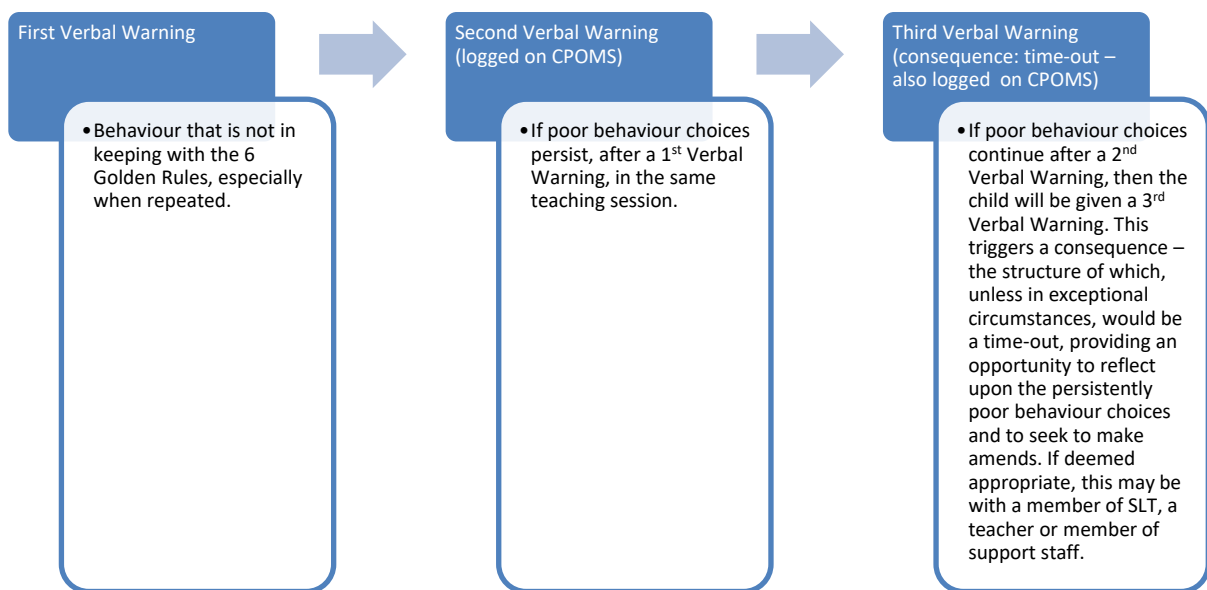 First Verbal Warning
•Behaviour that is not in
keeping with the 6
Golden Rules, especially
when repeated.
Second Verbal Warning
(logged on CPOMS)
•If poor behaviour choices
persist, after a 1st Verbal
Warning, in the same
teaching session.
Third Verbal Warning
(consequence: time-out –
also logged on CPOMS)
•If poor behaviour choices
continue after a 2nd
Verbal Warning, then the
child will be given a 3rd
Verbal Warning. This
triggers a consequence –
the structure of which,
unless in exceptional
circumstances, would be
a time-out, providing an
opportunity to reflect
upon the persistently
poor behaviour choices
and to seek to make
amends. If deemed
appropriate, this may be
with a member of SLT, a
teacher or member of
support staff.